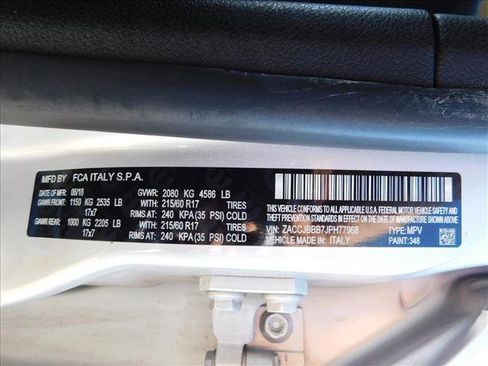 MFD BY FCA ITALY S.P.A.
DATE OF MFR: 06/18 GVWR: 2080 KG 4586 LB
GAWR FRONT: 1150 KG 2535 LB WITH: 215/60 R17
17x7 RIMS AT: 240 KPA (35 PSI) COLD
GAWR REAR: 1000 KG 2205 LB WITH: 215/60 R17
17x7 RIMS AT: 240 KPA (35 PSI) COLD
THIS VEHICLE CONFORMS TO ALL APPLICABLE U.S.A. FEDERAL MOTOR VEHICLE SAFETY,
BUMPER, AND THEFT PREVENTION STANDARDS IN EFFECT ON THE DATE OF MANUFACTURE SHOWN ABOVE
VIN: ZACCJBBB7JPH77968 TYPE: MPV
VEHICLE MADE IN: ITALY PAINT: 348